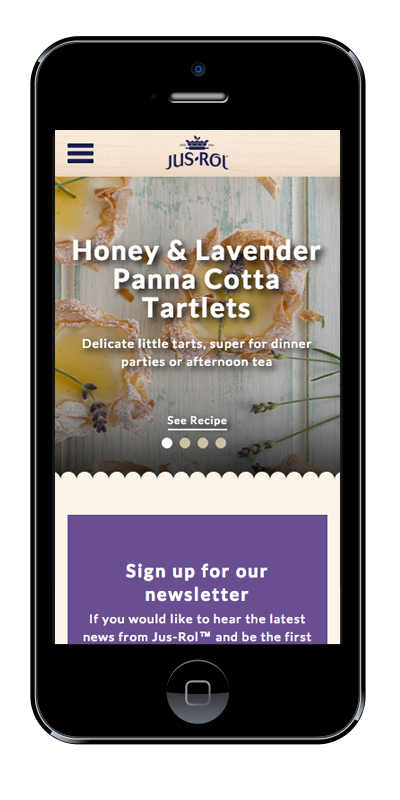 JUS-ROL
Honey & Lavender
Panna Cotta
Tartlets
Delicate little tarts, super for dinner
parties or afternoon tea
See Recipe
Sign up for our
newsletter
If you would like to hear the latest
news from Jus-Rol™ and be the first